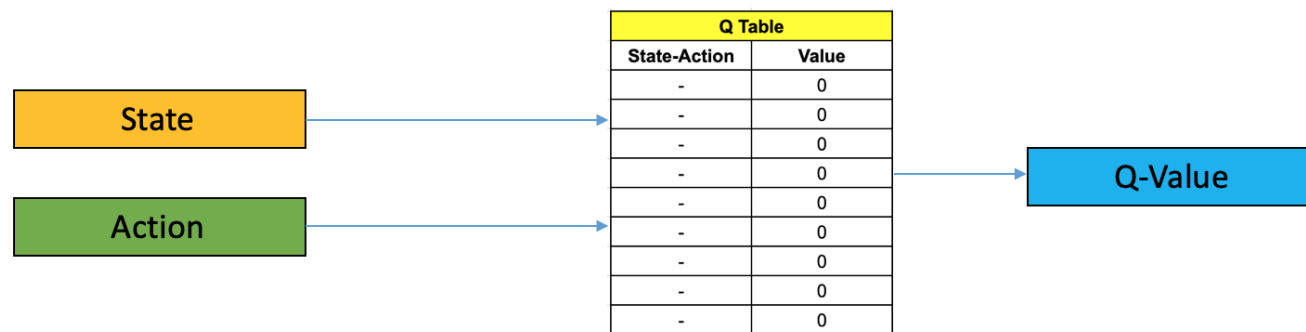 Q Table
State-Action Value
- 0
- 0
State
- 0
- 0
Q-Value
- 0
Action
- 0
- 0
- 0
- 0